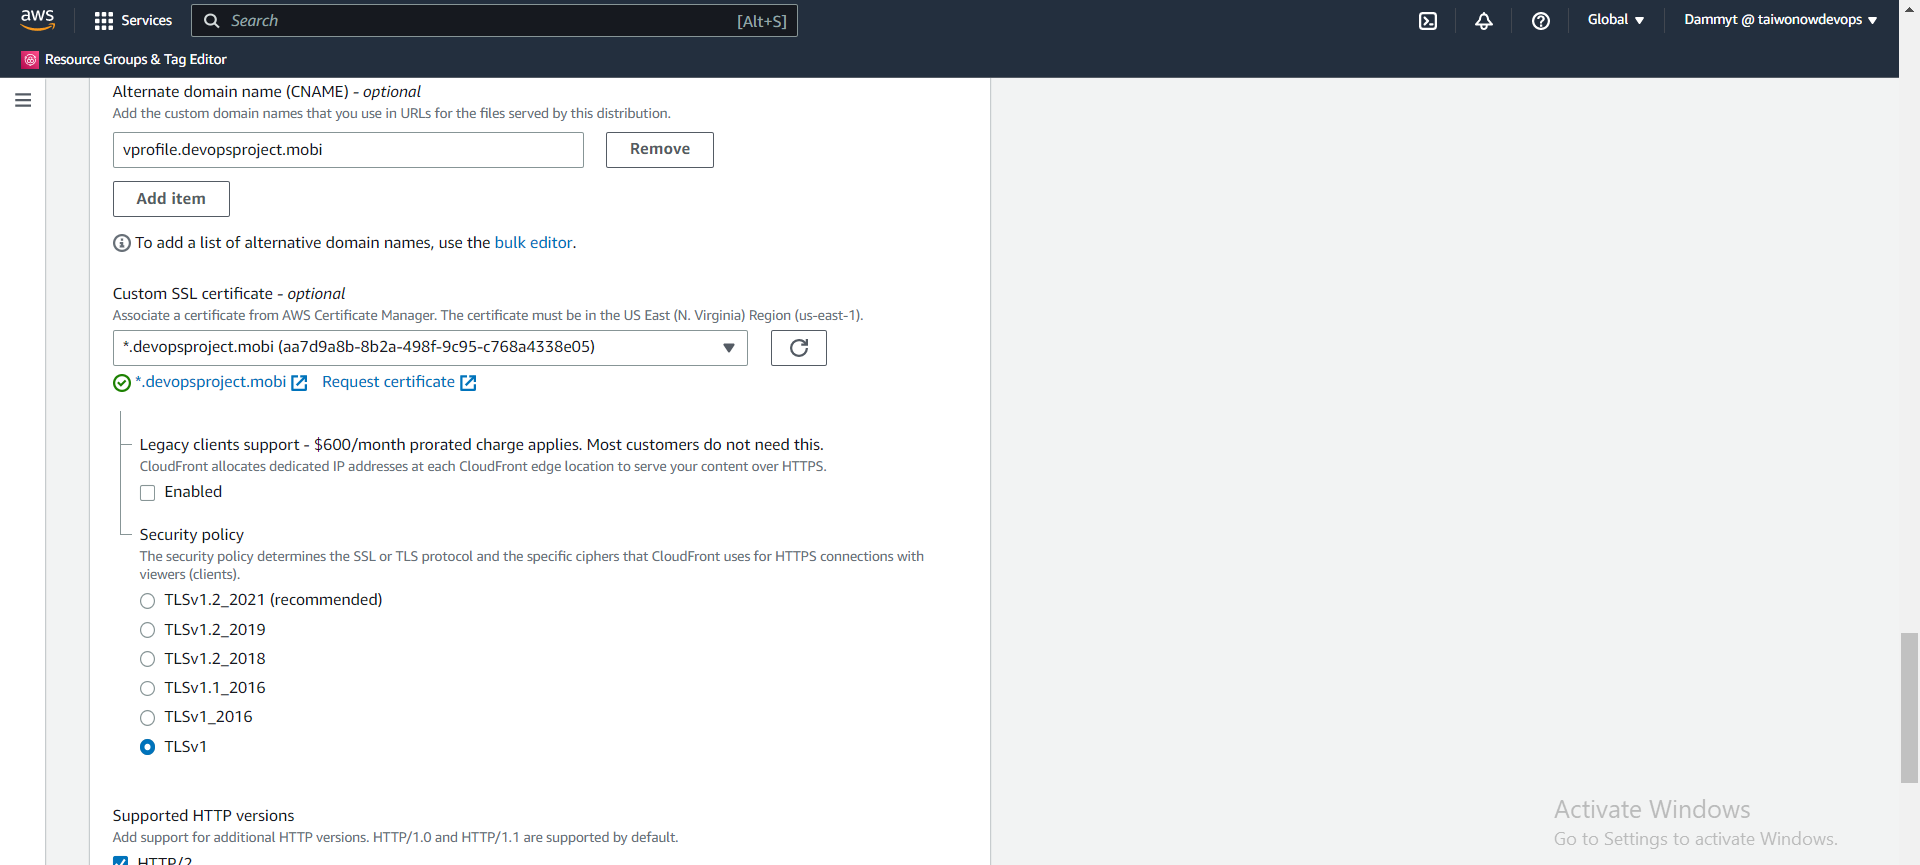 aws
Services
Search
[Alt+S]
Global
Dammyt @ taiwonowdevops
Resource Groups & Tag Editor
Alternate domain name (CNAME) - optional
Add the custom domain names that you use in URLs for the files served by this distribution.
vprofile.devopsproject.mobi
Remove
Add item
To add a list of alternative domain names, use the bulk editor.
Custom SSL certificate - optional
Associate a certificate from AWS Certificate Manager. The certificate must be in the US East (N. Virginia) Region (us-east-1).
*.devopsproject.mobi (aa7d9a8b-8b2a-498f-9c95-c768a4338e05)
*.devopsproject.mobi
Request certificate
Legacy clients support - $600/month prorated charge applies. Most customers do not need this.
CloudFront allocates dedicated IP addresses at each CloudFront edge location to serve your content over HTTPS.
Enabled
Security policy
The security policy determines the SSL or TLS protocol and the specific ciphers that CloudFront uses for HTTPS connections with
viewers (clients).
TLSv1.2_2021 (recommended)
TLSv1.2_2019
TLSv1.2_2018
TLSv1.1_2016
TLSv1_2016
TLSv1
Supported HTTP versions
Add support for additional HTTP versions. HTTP/1.0 and HTTP/1.1 are supported by default.
HTTP/2
Activate Windows
Go to Settings to activate Windows.